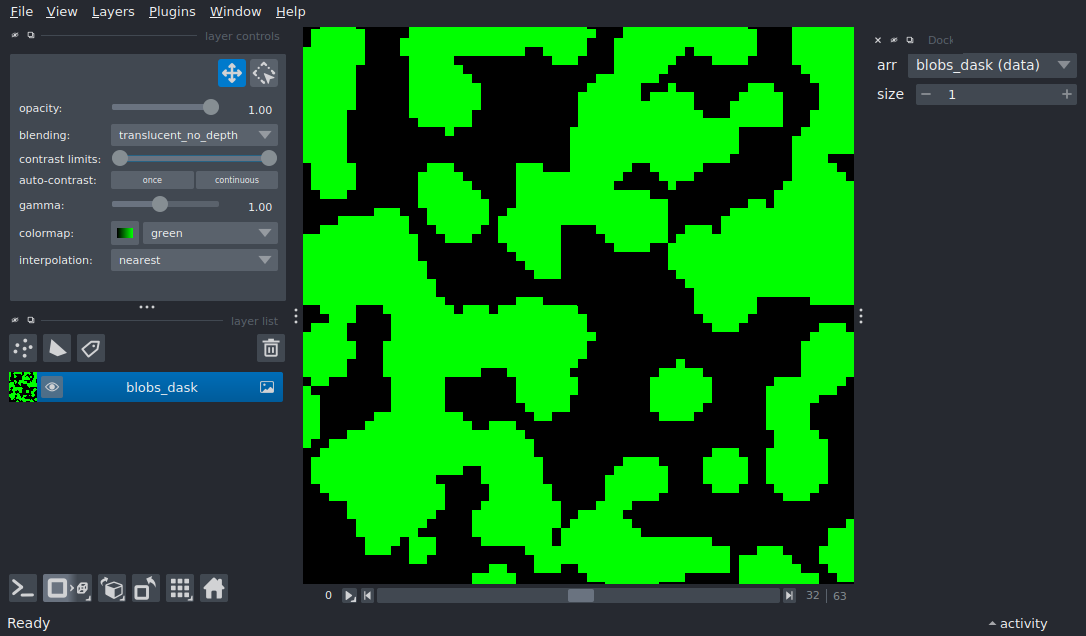 File View Layers Plugins Window Help
layer controls
opacity: 1.00
blending: translucent_no_depth
contrast limits:
auto-contrast: once continuous
gamma: 1.00
colormap: green
interpolation: nearest
layer list
blobs_dask
0 32 63
Ready
activity
Dock
arr blobs_dask (data)
size 1